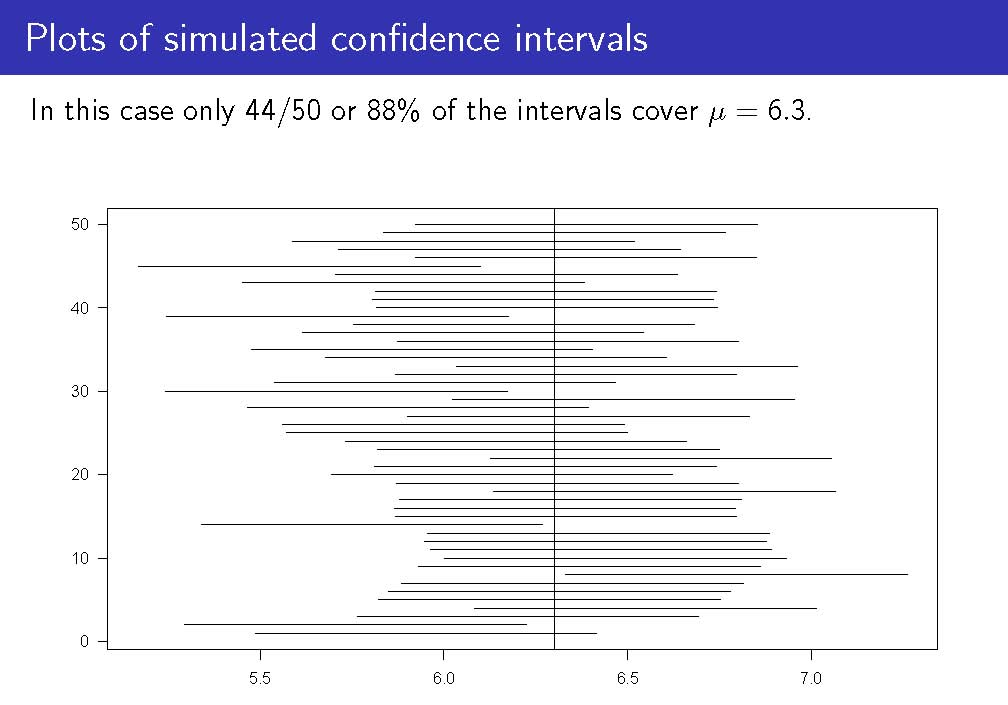 Plots of simulated confidence intervals
In this case only 44/50 or 88% of the intervals cover μ = 6.3.
50
40
30
20
10
0
5.5 6.0 6.5 7.0